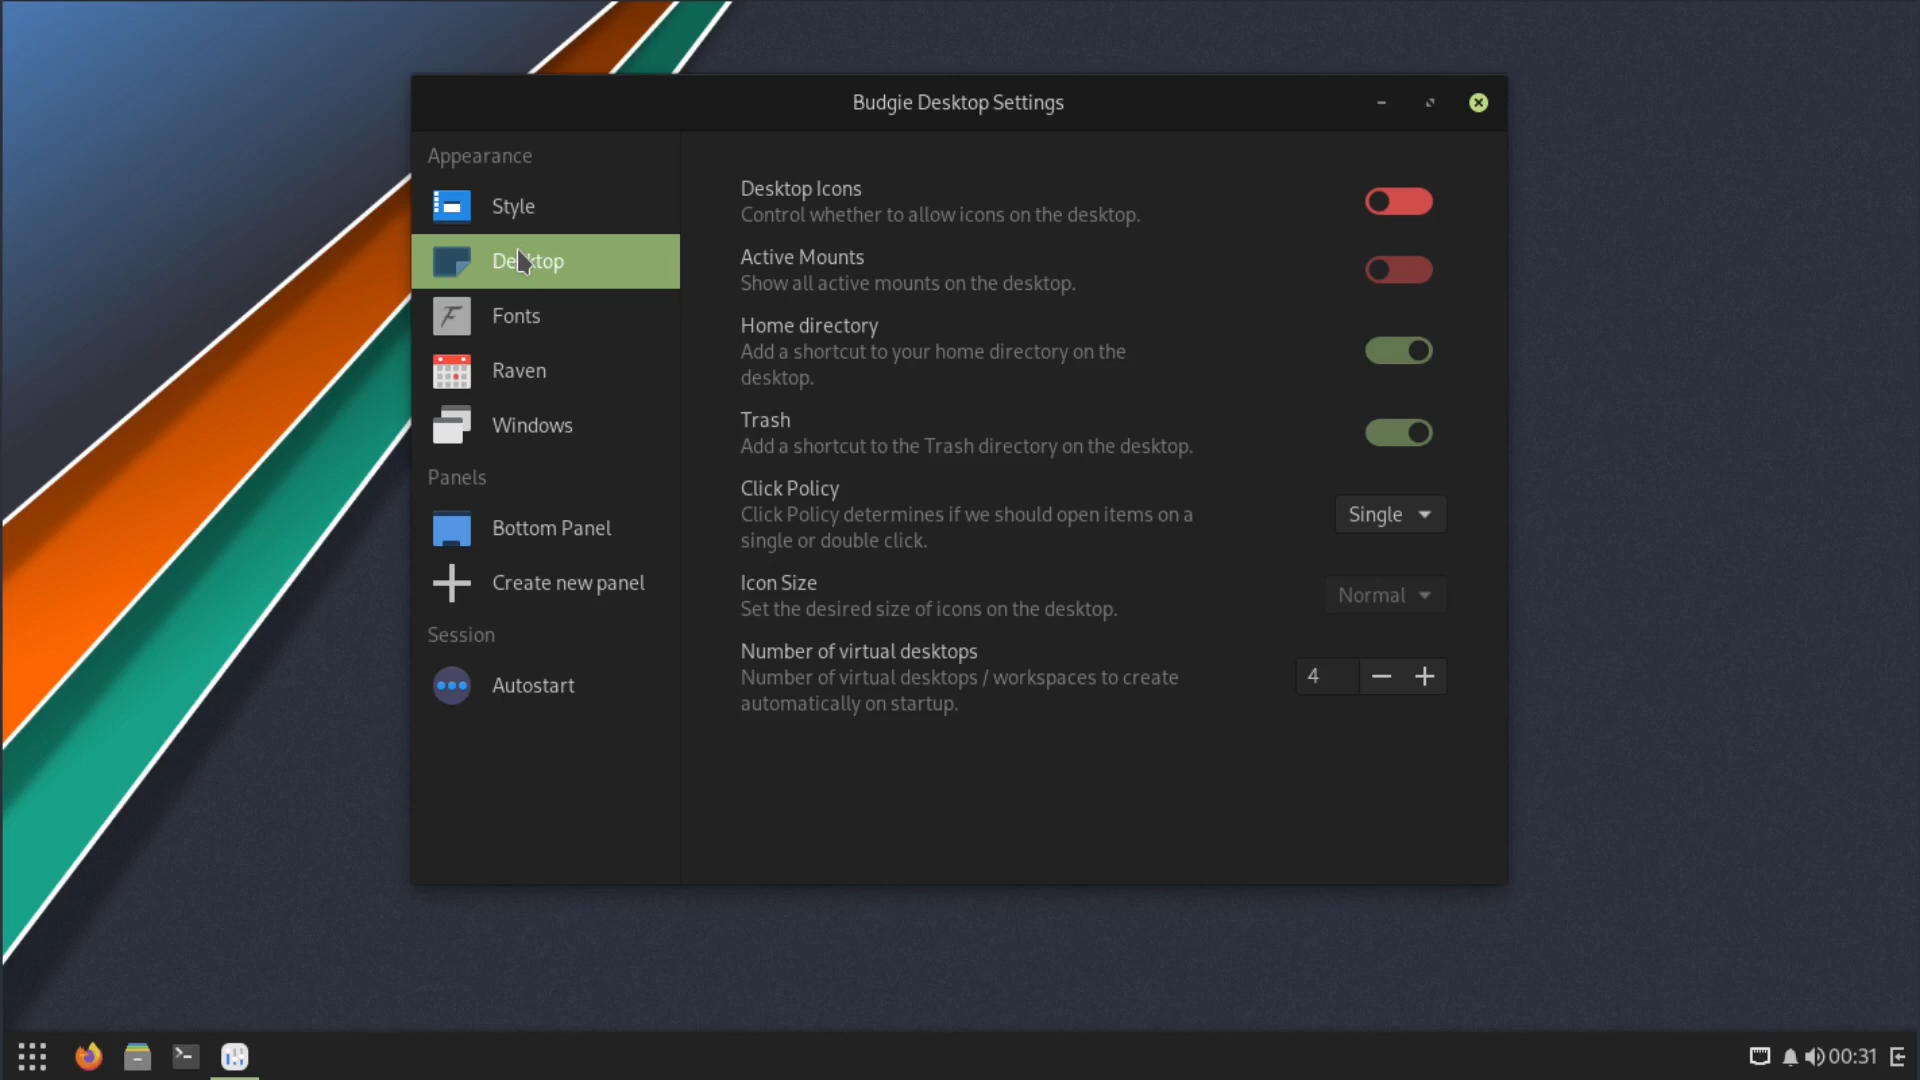 Budgie Desktop Settings
Appearance
Style
Desktop
Fonts
Raven
Windows
Panels
Bottom Panel
Create new panel
Session
Autostart
Desktop Icons
Control whether to allow icons on the desktop.
Active Mounts
Show all active mounts on the desktop.
Home directory
Add a shortcut to your home directory on the
desktop.
Trash
Add a shortcut to the Trash directory on the desktop.
Click Policy
Click Policy determines if we should open items on a
single or double click.
Single
Icon Size
Set the desired size of icons on the desktop.
Normal
Number of virtual desktops
Number of virtual desktops / workspaces to create
automatically on startup.
4
00:31